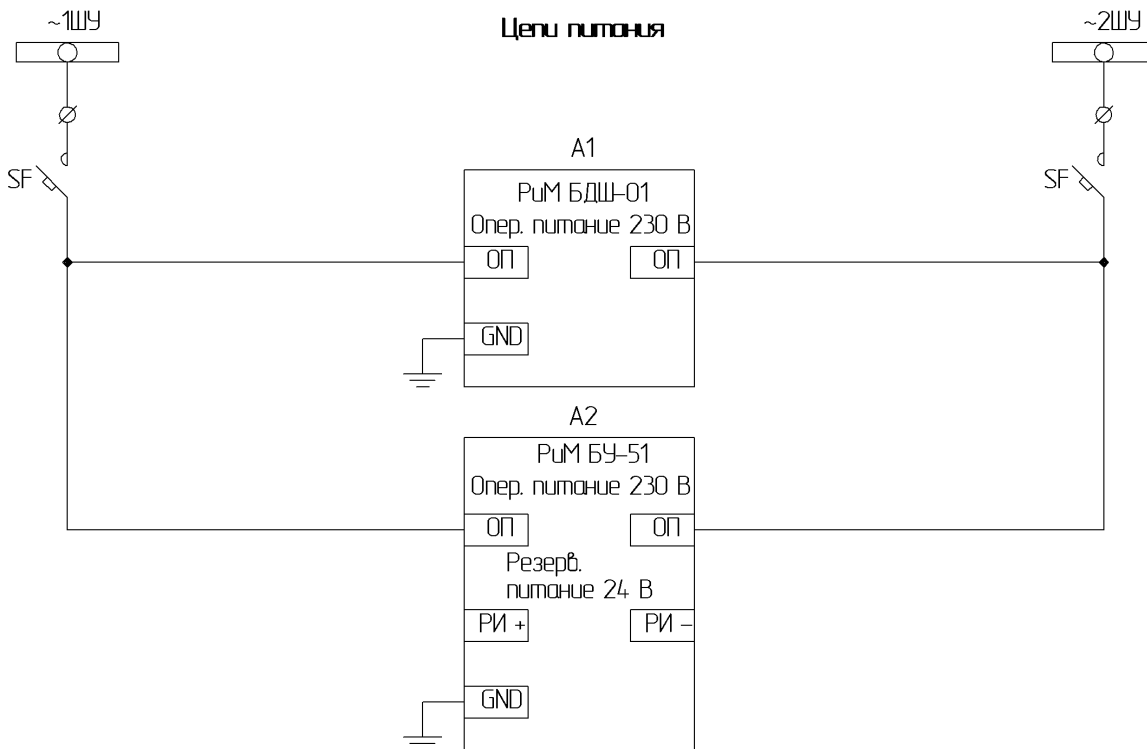 ~1ШУ
Цепи питания
~2ШУ
SF
A1
SF
РиМ БДШ-01
Опер. питание 230 В
ОП
ОП
GND
A2
РиМ БУ-51
Опер. питание 230 В
ОП
ОП
Резерв.
питание 24 В
РИ +
РИ –
GND